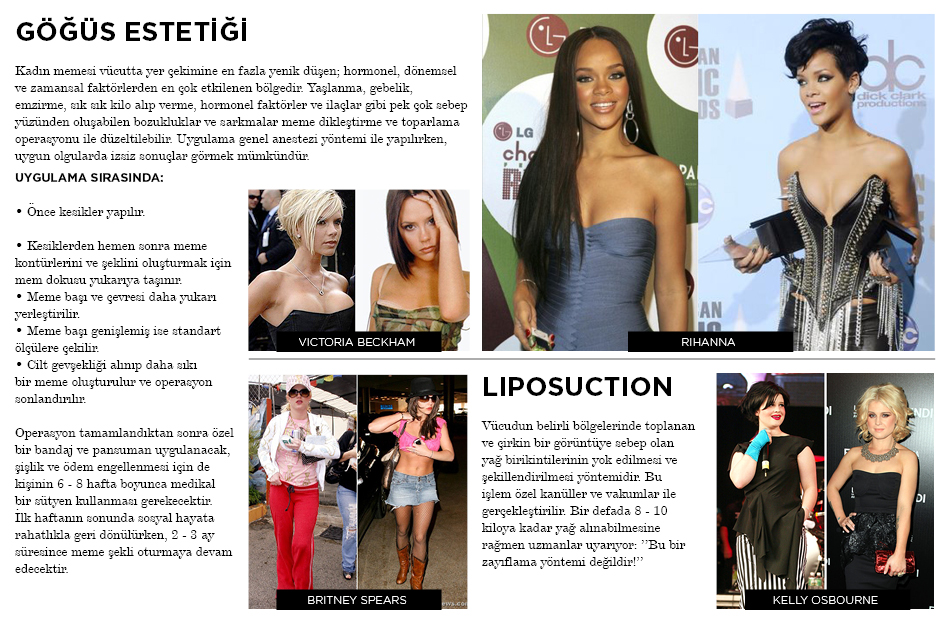 GÖĞÜS ESTETİĞİ
Kadın memesi vücutta yer çekimine en fazla yenik düşen; hormonel, dönemsel
ve zamansal faktörlerden en çok etkilenen bölgedir. Yaşlanma, gebelik,
emzirme, sık sık kilo alıp verme, hormonel faktörler ve ilaçlar gibi pek çok sebep
yüzünden oluşabilen bozukluklar ve sarkmalar meme dikleştirme ve toparlama
operasyonu ile düzeltilebilir. Uygulama genel anestezi yöntemi ile yapılırken,
uygun olgularda izsiz sonuçlar görmek mümkündür.
UYGULAMA SIRASINDA:
• Önce kesikler yapılır.
• Kesiklerden hemen sonra meme
kontürlerini ve şeklini oluşturmak için
mem dokusu yukarıya taşınır.
• Meme başı ve çevresi daha yukarı
yerleştirilir.
• Meme başı genişlemiş ise standart
ölçülere çekilir.
• Cilt gevşekliği alınıp daha sıkı
bir meme oluşturulur ve operasyon
sonlandırılır.
Operasyon tamamlandıktan sonra özel
bir bandaj ve pansuman uygulanacak,
şişlik ve ödem engellenmesi için de
kişinin 6 - 8 hafta boyunca medikal
bir sütyen kullanması gerekecektir.
İlk haftanın sonunda sosyal hayata
rahatlıkla geri dönülürken, 2 - 3 ay
süresince meme şekli oturmaya devam
edecektir.
VICTORIA BECKHAM
BRITNEY SPEARS
LG
LG
dc
dick clark
productions
RIHANNA
LIPOSUCTION
Vücudun belirli bölgelerinde toplanan
ve çirkin bir görüntüye sebep olan
yağ birikintilerinin yok edilmesi ve
şekillendirilmesi yöntemidir. Bu
işlem özel kanüller ve vakumlar ile
gerçekleştirilir. Bir defada 8 - 10
kiloya kadar yağ alınabilmesine
rağmen uzmanlar uyarıyor: ”Bu bir
zayıflama yöntemi değildir!”
KELLY OSBOURNE